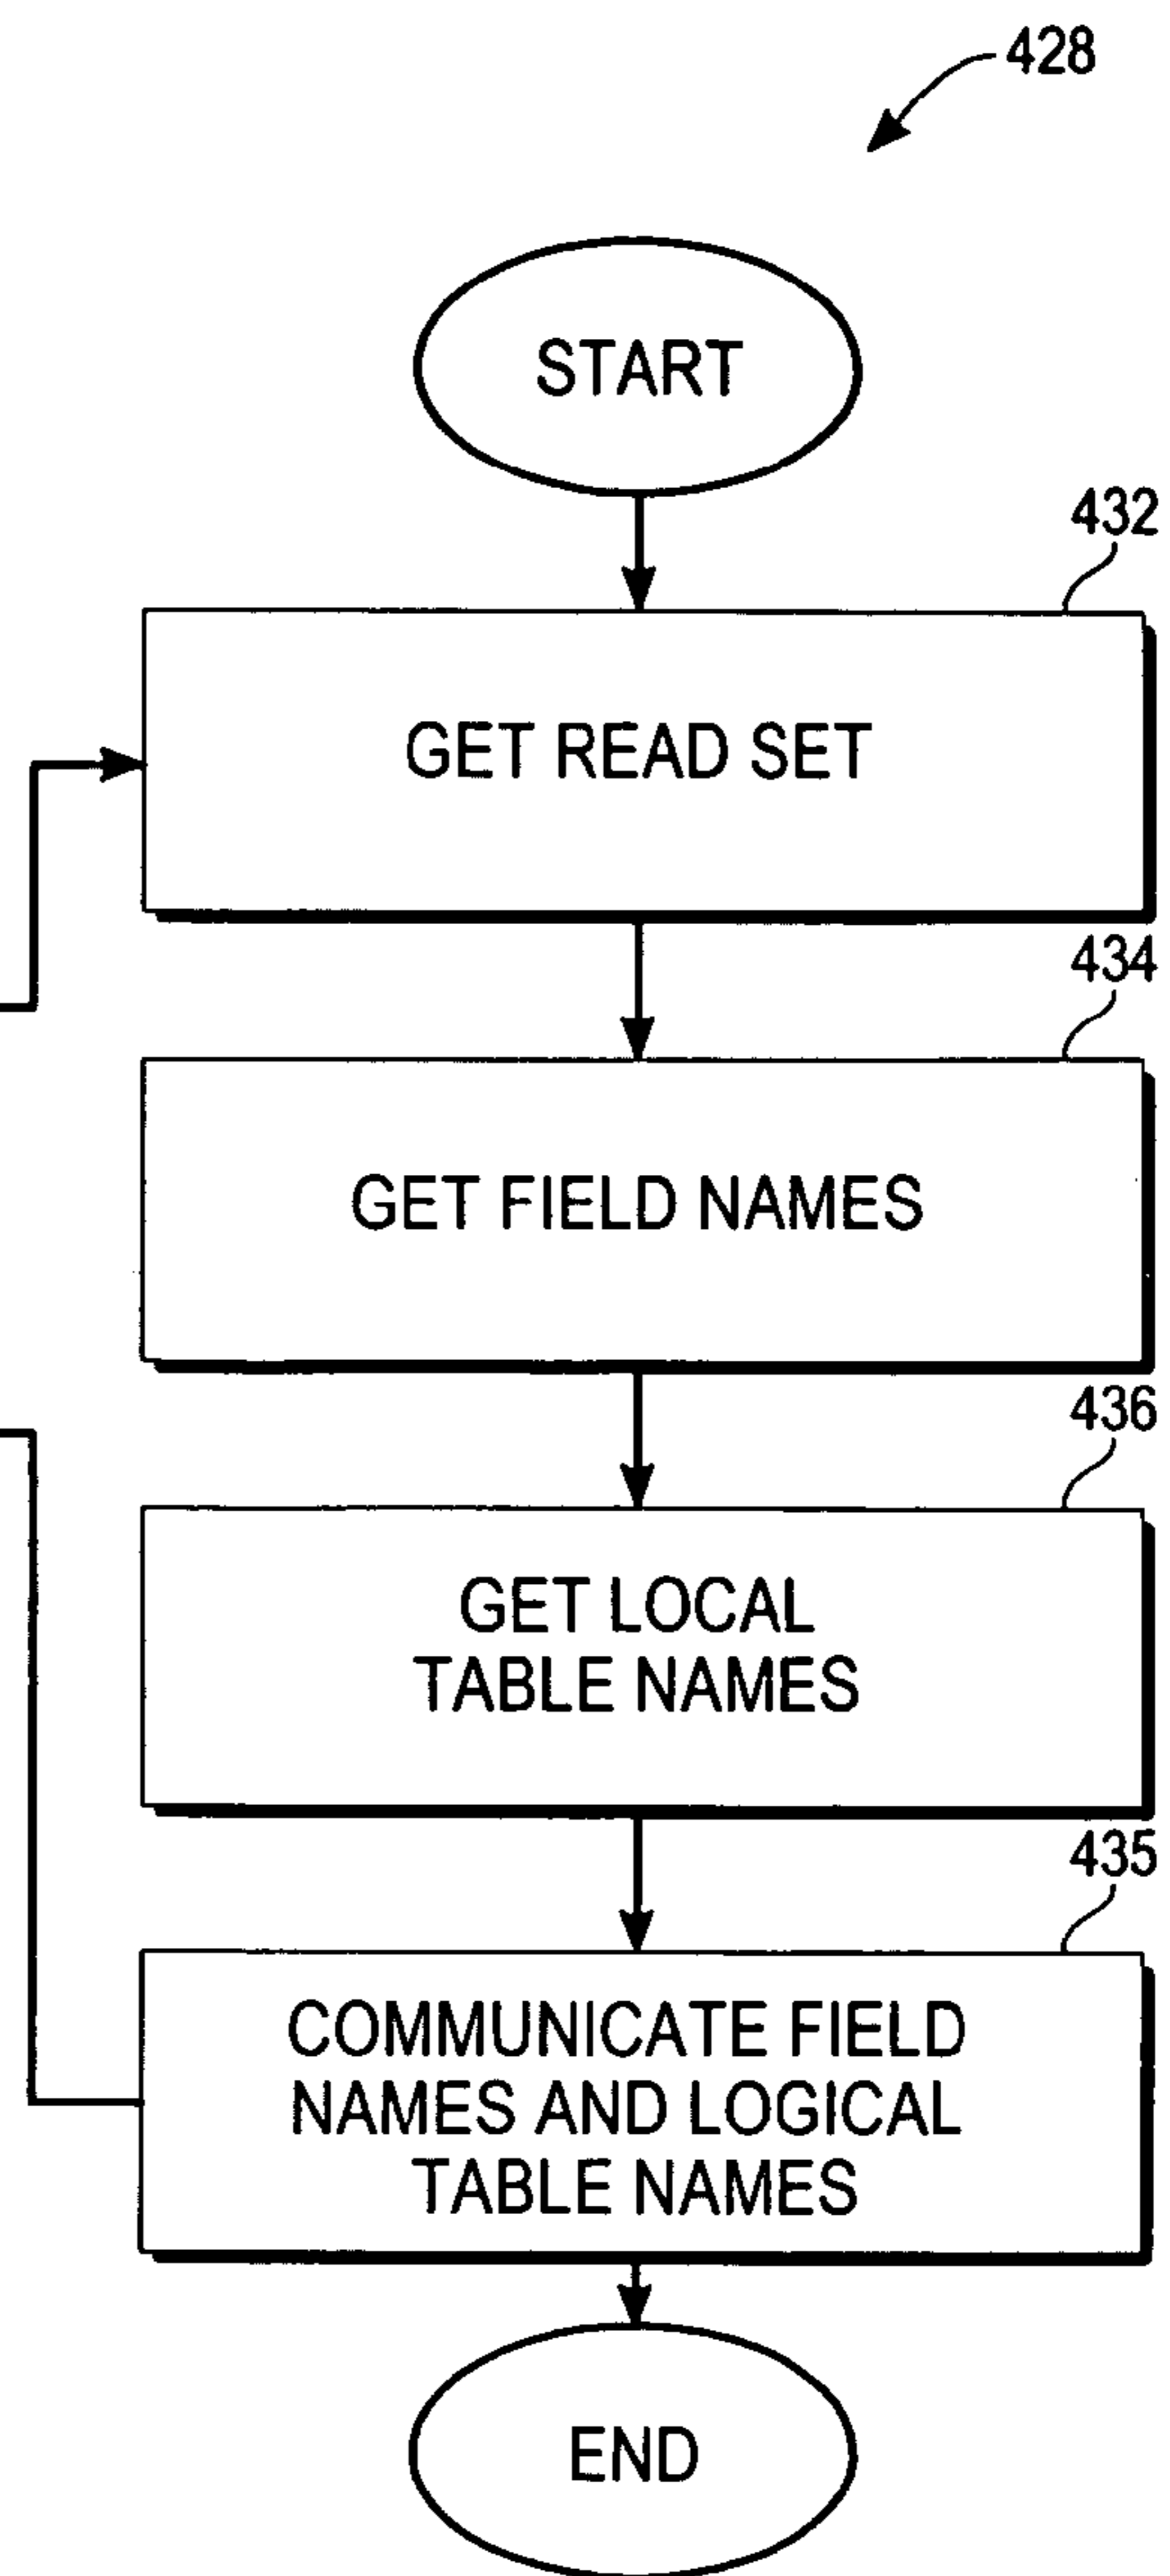 428
START
432
GET READ SET
434
GET FIELD NAMES
436
GET LOCAL
TABLE NAMES
435
COMMUNICATE FIELD
NAMES AND LOGICAL
TABLE NAMES
END